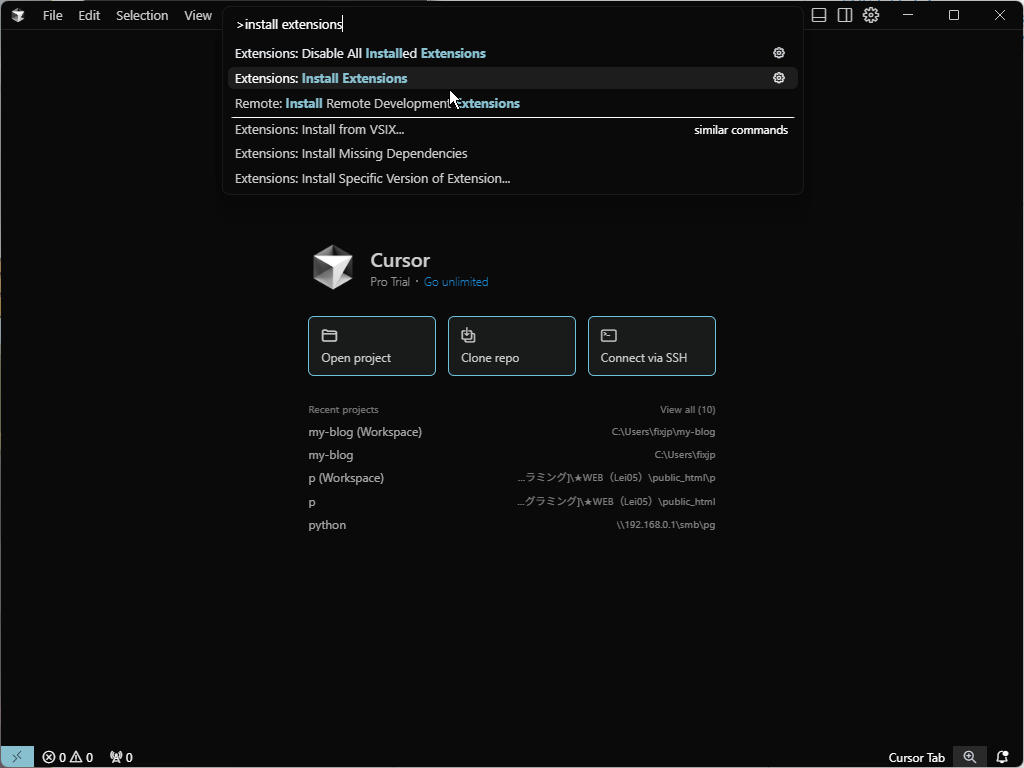 File Edit Selection View
>install extensions
Extensions: Disable All Installed Extensions
Extensions: Install Extensions
Remote: Install Remote Development Extensions
Extensions: Install from VSIX... similar commands
Extensions: Install Missing Dependencies
Extensions: Install Specific Version of Extension...
Cursor
Pro Trial · Go unlimited
Open project Clone repo Connect via SSH
Recent projects View all (10)
my-blog (Workspace) C:\Users\fixjp\my-blog
my-blog C:\Users\fixjp
p (Workspace) ...ラミング]\★WEB（Lei05）\public_html\p
p ...グラミング]\★WEB（Lei05）\public_html
python \\192.168.0.1\smb\pg
0 0 0 Cursor Tab